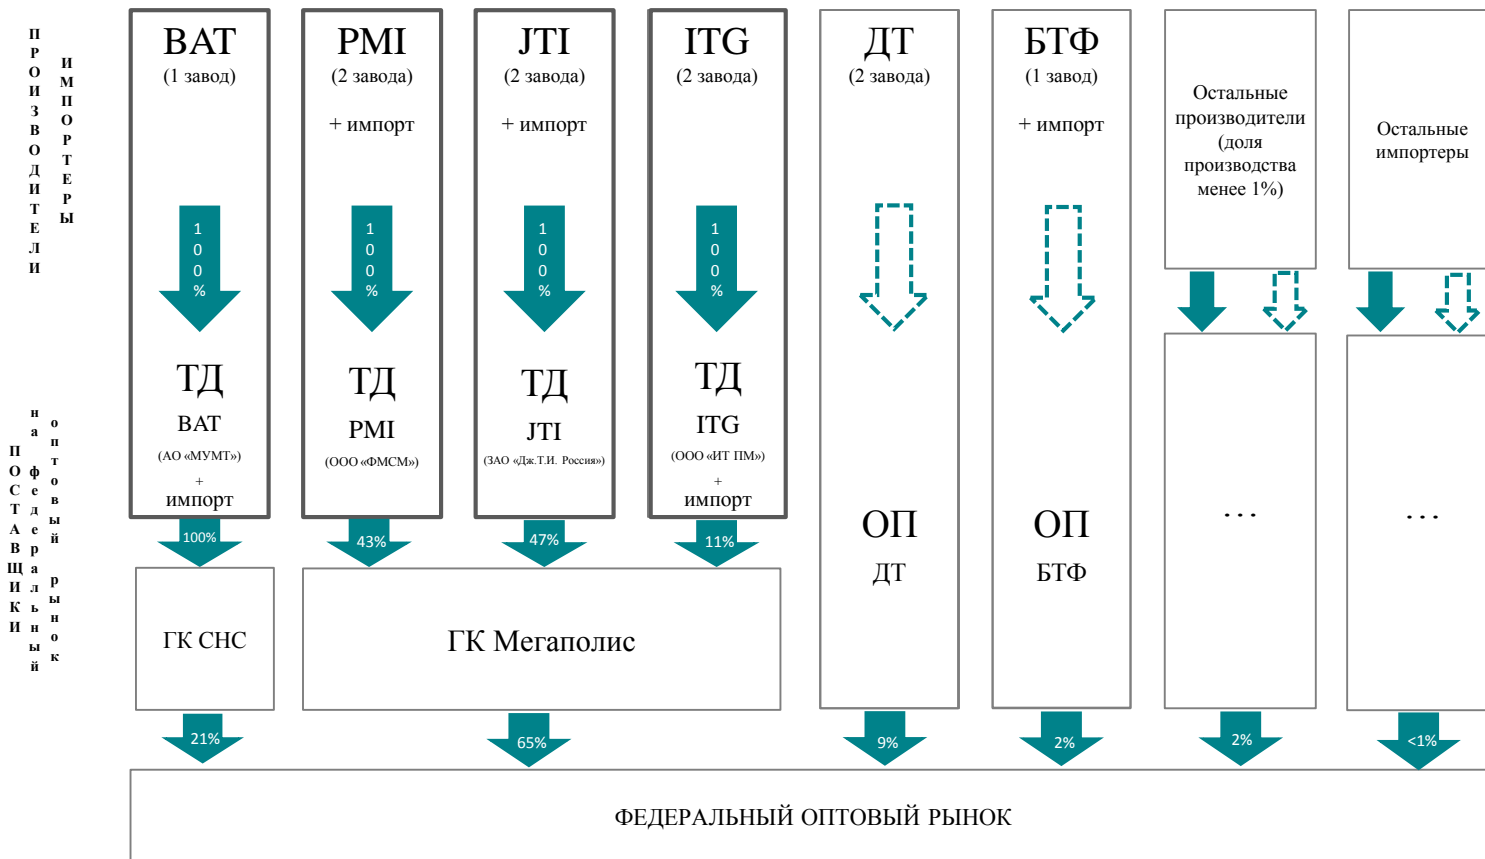 ПРОИЗВОДИТЕЛИ
ИМПОРТЕРЫ
BAT
(1 завод)
PMI
(2 завода)
+ импорт
JTI
(2 завода)
+ импорт
ITG
(2 завода)
ДТ
(2 завода)
БТФ
(1 завод)
+ импорт
Остальные
производители
(доля
производства
менее 1%)
Остальные
импортеры
100%
100%
100%
100%
ПОСТАВЩИКИ
на федеральный
оптовый рынок
ТД
BAT
(АО «МУМТ»)
+
импорт
ТД
PMI
(ООО «ФМСМ»)
ТД
JTI
(ЗАО «Дж.Т.И. Россия»)
ТД
ITG
(ООО «ИТ ПМ»)
+
импорт
ОП
ДТ
ОП
БТФ
...
...
100%
43%
47%
11%
ГК СНС
ГК Мегаполис
21%
65%
9%
2%
2%
<1%
ФЕДЕРАЛЬНЫЙ ОПТОВЫЙ РЫНОК